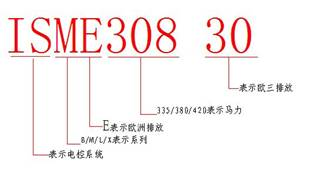 ISME308 30
表示欧三排放
335/380/420表示马力
E表示欧洲排放
B/M/L/X表示系列
表示电控系统